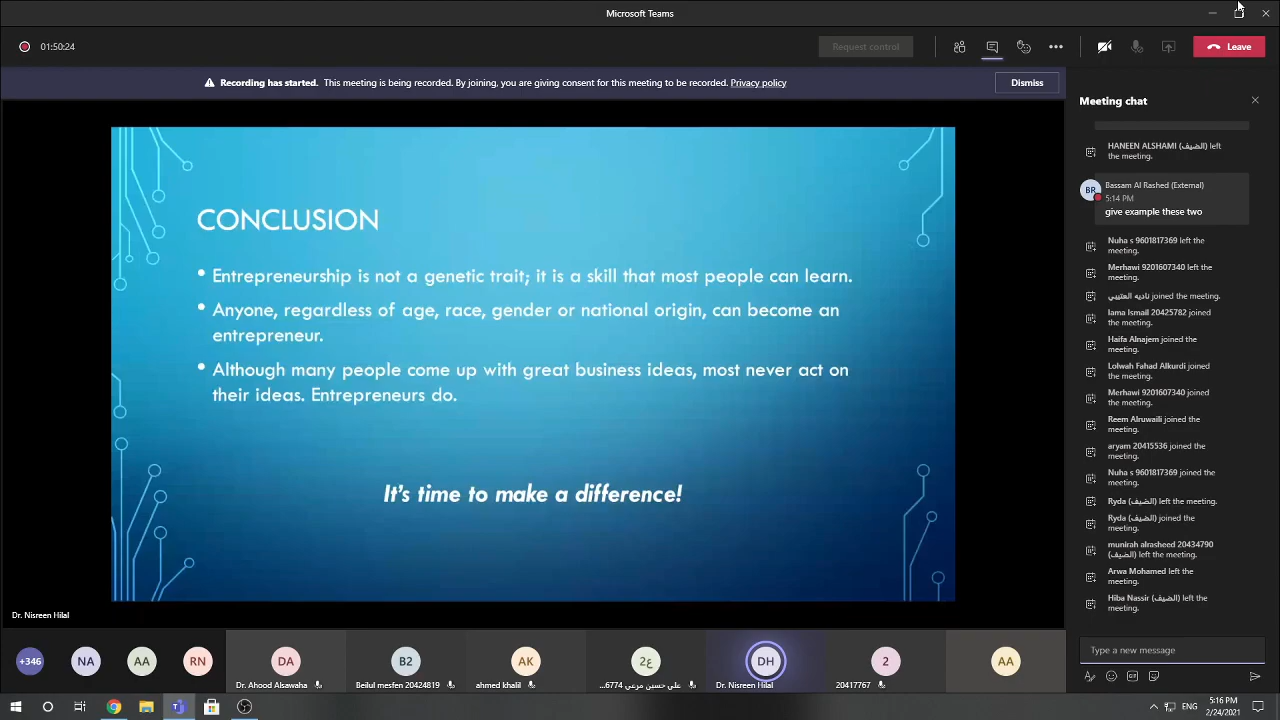 Microsoft Teams
01:50:24
Request control
Leave
Recording has started. This meeting is being recorded. By joining, you are giving consent for this meeting to be recorded. Privacy policy
Dismiss
CONCLUSION
• Entrepreneurship is not a genetic trait; it is a skill that most people can learn.
• Anyone, regardless of age, race, gender or national origin, can become an
entrepreneur.
• Although many people come up with great business ideas, most never act on
their ideas. Entrepreneurs do.
It's time to make a difference!
Dr. Nisreen Hilal
Meeting chat
HANEEN ALSHAMI (الضيف) left
the meeting.
BR
Bassam Al Rashed (External)
5:14 PM
give example these two
Nuha s 9601817369 left the
meeting.
Merhawi 9201607340 left the
meeting.
ناديه العتيبي joined the meeting.
lama Ismail 20425782 joined
the meeting.
Haifa Alnajem joined the
meeting.
Lolwah Fahad Alkurdi joined
the meeting.
Merhawi 9201607340 joined
the meeting.
Reem Alruwaili joined the
meeting.
aryam 20415536 joined the
meeting.
Nuha s 9601817369 joined the
meeting.
Ryda (الضيف) left the meeting.
Ryda (الضيف) joined the
meeting.
munirah alrasheed 20434790
(الضيف) left the meeting.
Arwa Mohamed left the
meeting.
Hiba Nassir (الضيف) left the
meeting.
Type a new message
+346
NA
AA
RN
DA
Dr. Ahood Alsawaha
B2
Beilul mesfen 20424819
AK
ahmed khalil
ع2
علي حسين مرعي 6774...
DH
Dr. Nisreen Hilal
2
20417767
AA
ENG
5:16 PM
2/24/2021